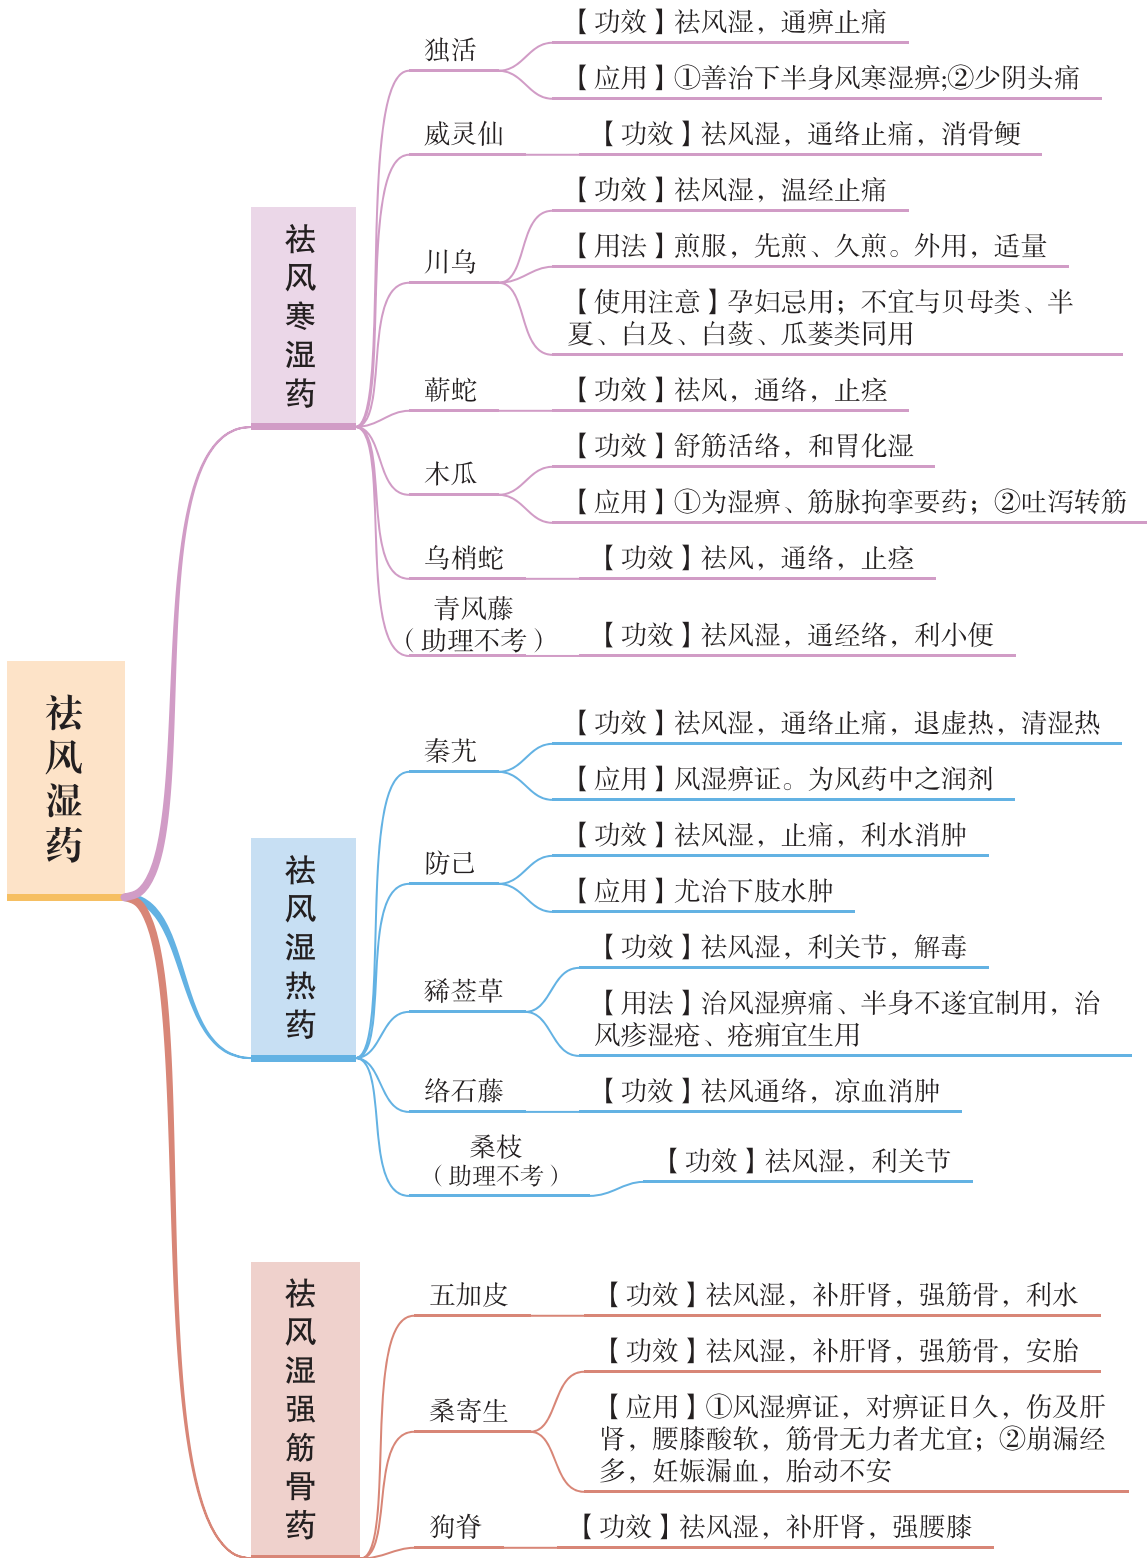 祛风湿药
祛风寒湿药
独活
【功效】祛风湿，通痹止痛
【应用】①善治下半身风寒湿痹;②少阴头痛
威灵仙
【功效】祛风湿，通络止痛，消骨鲠
川乌
【功效】祛风湿，温经止痛
【用法】煎服，先煎、久煎。外用，适量
【使用注意】孕妇忌用；不宜与贝母类、半
夏、白及、白蔹、瓜蒌类同用
蕲蛇
【功效】祛风，通络，止痉
木瓜
【功效】舒筋活络，和胃化湿
【应用】①为湿痹、筋脉拘挛要药；②吐泻转筋
乌梢蛇
【功效】祛风，通络，止痉
青风藤
（助理不考）
【功效】祛风湿，通经络，利小便
祛风湿热药
秦艽
【功效】祛风湿，通络止痛，退虚热，清湿热
【应用】风湿痹证。为风药中之润剂
防己
【功效】祛风湿，止痛，利水消肿
【应用】尤治下肢水肿
豨莶草
【功效】祛风湿，利关节，解毒
【用法】治风湿痹痛、半身不遂宜制用，治
风疹湿疮、疮痈宜生用
络石藤
【功效】祛风通络，凉血消肿
桑枝
（助理不考）
【功效】祛风湿，利关节
祛风湿强筋骨药
五加皮
【功效】祛风湿，补肝肾，强筋骨，利水
桑寄生
【功效】祛风湿，补肝肾，强筋骨，安胎
【应用】①风湿痹证，对痹证日久，伤及肝
肾，腰膝酸软，筋骨无力者尤宜；②崩漏经
多，妊娠漏血，胎动不安
狗脊
【功效】祛风湿，补肝肾，强腰膝